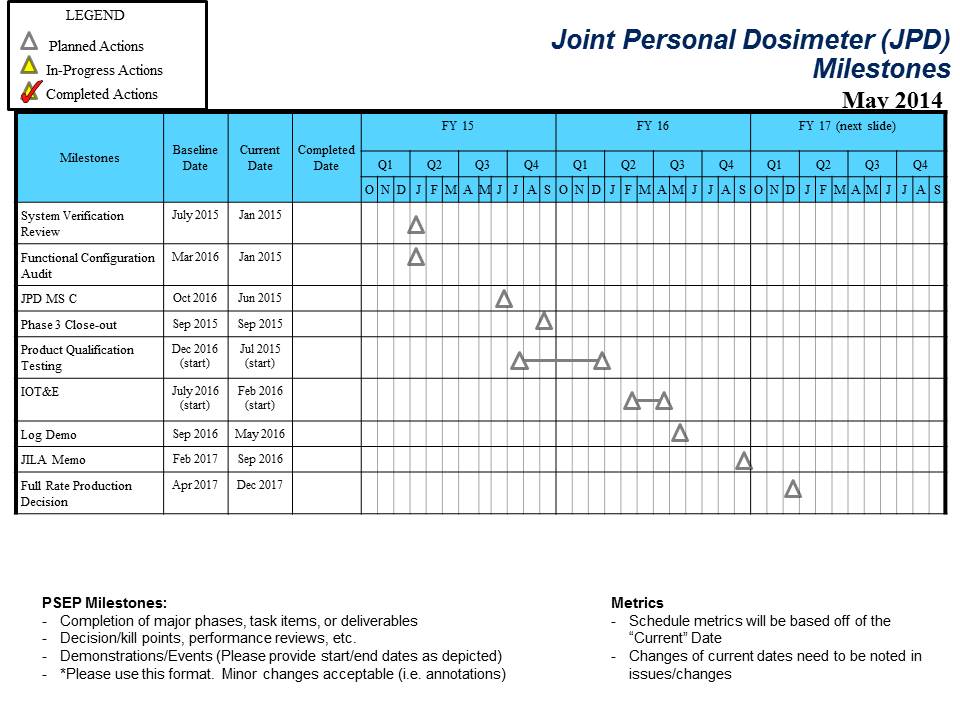 LEGEND
Planned Actions
In-Progress Actions
Completed Actions
Joint Personal Dosimeter (JPD)
Milestones
May 2014
Milestones
Baseline
Date
Current
Date
Completed
Date
FY 15
FY 16
FY 17 (next slide)
Q1 Q2 Q3 Q4 Q1 Q2 Q3 Q4 Q1 Q2 Q3 Q4
O N D J F M A M J J A S O N D J F M A M J J A S O N D J F M A M J J A S
System Verification
Review
July 2015
Jan 2015
Functional Configuration
Audit
Mar 2016
Jan 2015
JPD MS C
Oct 2016
Jun 2015
Phase 3 Close-out
Sep 2015
Sep 2015
Product Qualification
Testing
Dec 2016
(start)
Jul 2015
(start)
IOT&E
July 2016
(start)
Feb 2016
(start)
Log Demo
Sep 2016
May 2016
JILA Memo
Feb 2017
Sep 2016
Full Rate Production
Decision
Apr 2017
Dec 2017
PSEP Milestones:
- Completion of major phases, task items, or deliverables
- Decision/kill points, performance reviews, etc.
- Demonstrations/Events (Please provide start/end dates as depicted)
- *Please use this format. Minor changes acceptable (i.e. annotations)
Metrics
- Schedule metrics will be based off of the
“Current” Date
- Changes of current dates need to be noted in
issues/changes